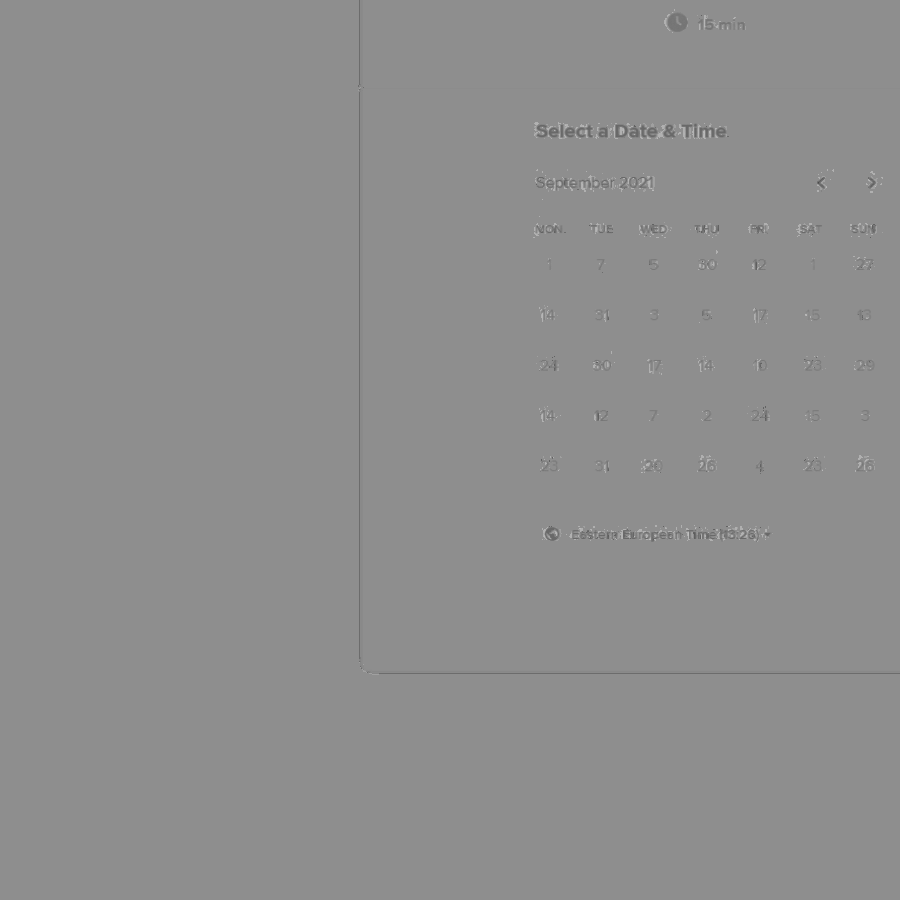 15 min
Select a Date & Time
September 2021
MON. TUE WED THU FRI SAT SUN
1 7 5 30 12 1 27
14 31 3 5 17 15 13
24 30 17 14 10 23 29
14 12 7 2 24 15 3
23 31 20 26 4 23 26
Eastern European Time (13:26)